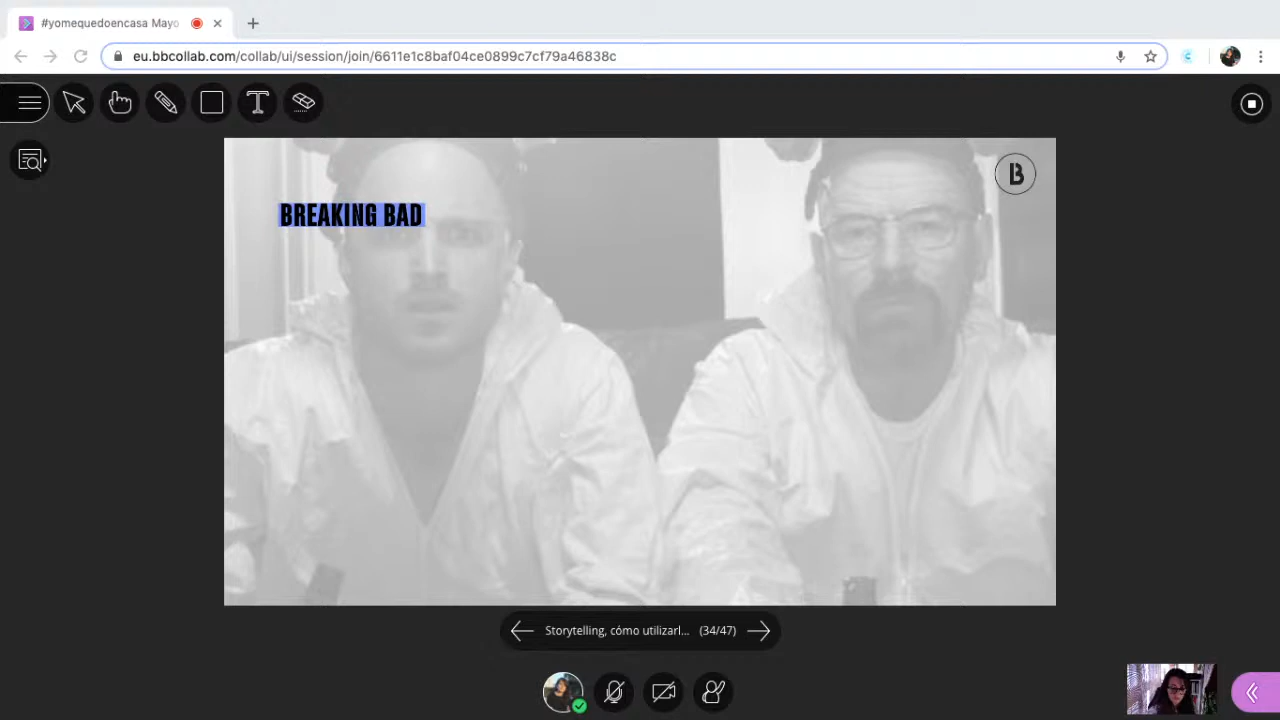 #yomequedoencasa Mayo
eu.bbcollab.com/collab/ui/session/join/6611e1c8baf04ce0899c7cf79a46838c
B
BREAKING BAD
Storytelling, cómo utilizarl... (34/47)